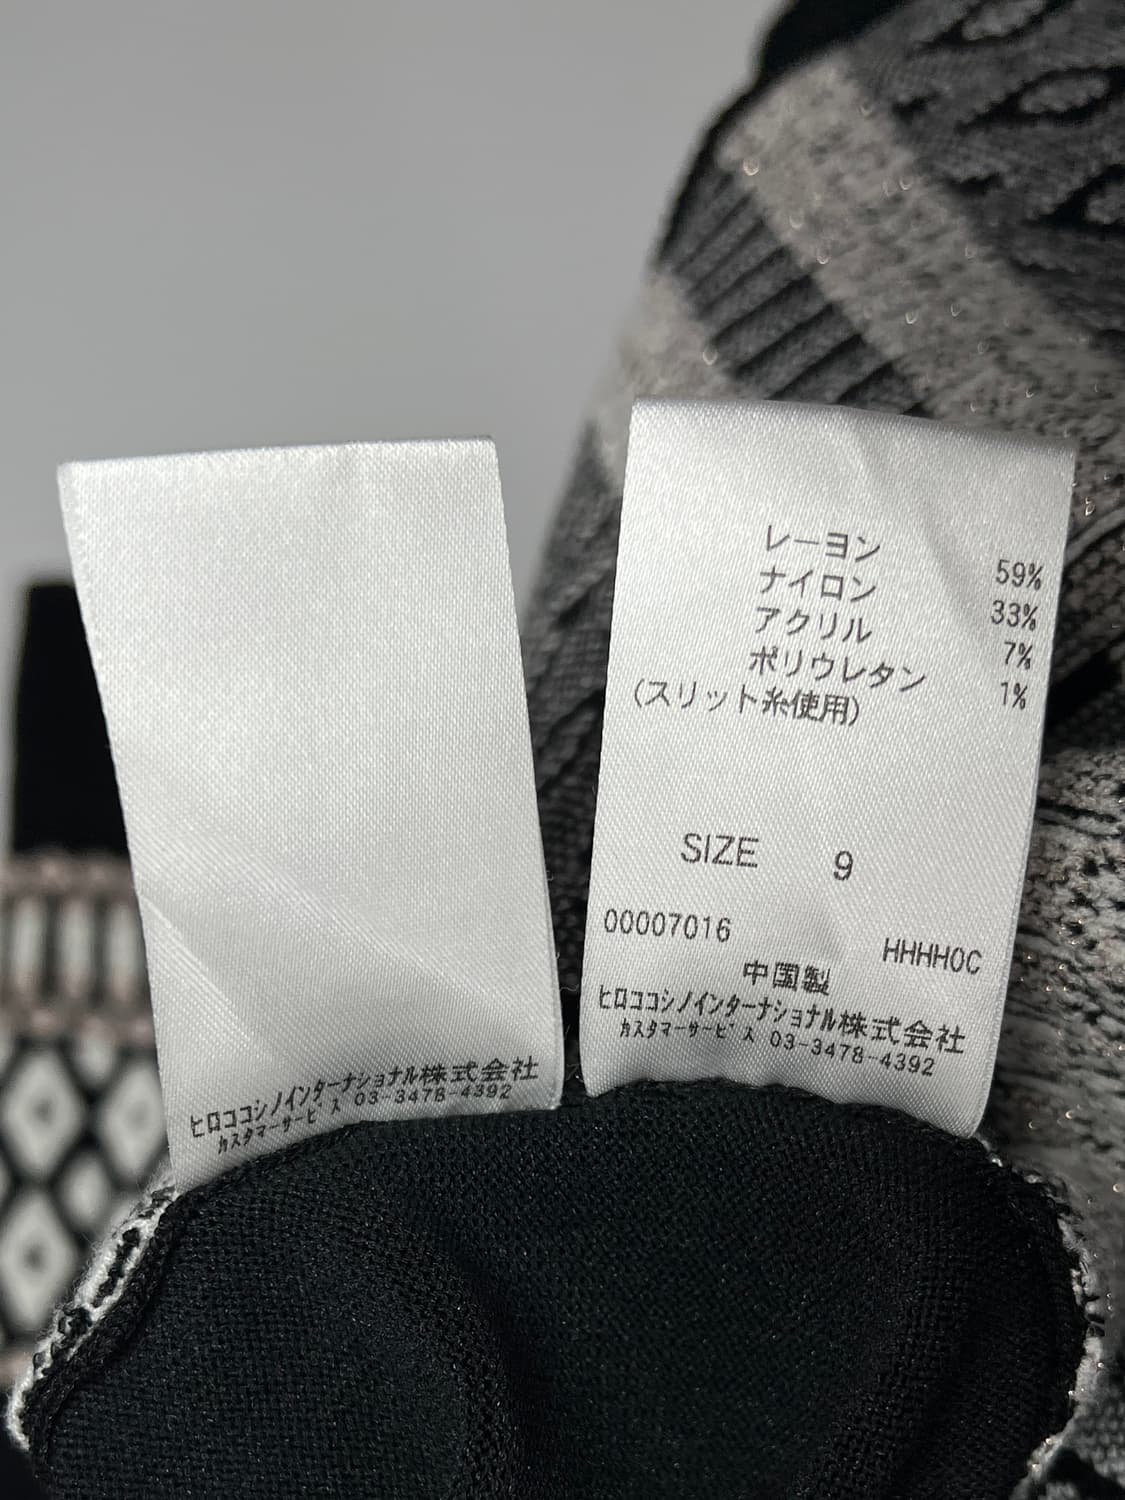 ヒロココシノインターナショナル株式会社
カスタマーサービス 03-3478-4392
レーヨン 59%
ナイロン 33%
アクリル 7%
ポリウレタン 1%
(スリット糸使用)
SIZE 9
00007016 HHHH0C
中国製
ヒロココシノインターナショナル株式会社
カスタマーサービス 03-3478-4392